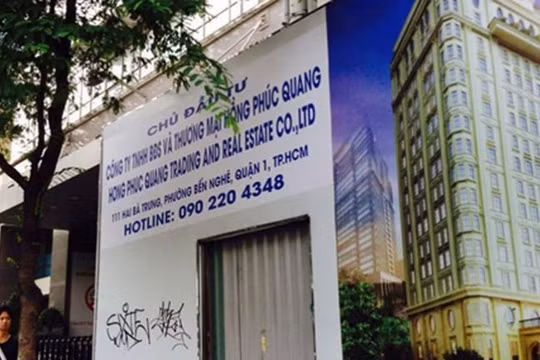 CHỦ ĐẦU TƯ
CÔNG TY TNHH BĐS VÀ THƯƠNG MẠI HỒNG PHÚC QUANG
HONG PHUC QUANG TRADING AND REAL ESTATE CO.,LTD
111 HAI BÀ TRƯNG, PHƯỜNG BẾN NGHÉ, QUẬN 1, TP.HCM
HOTLINE: 090 220 4348